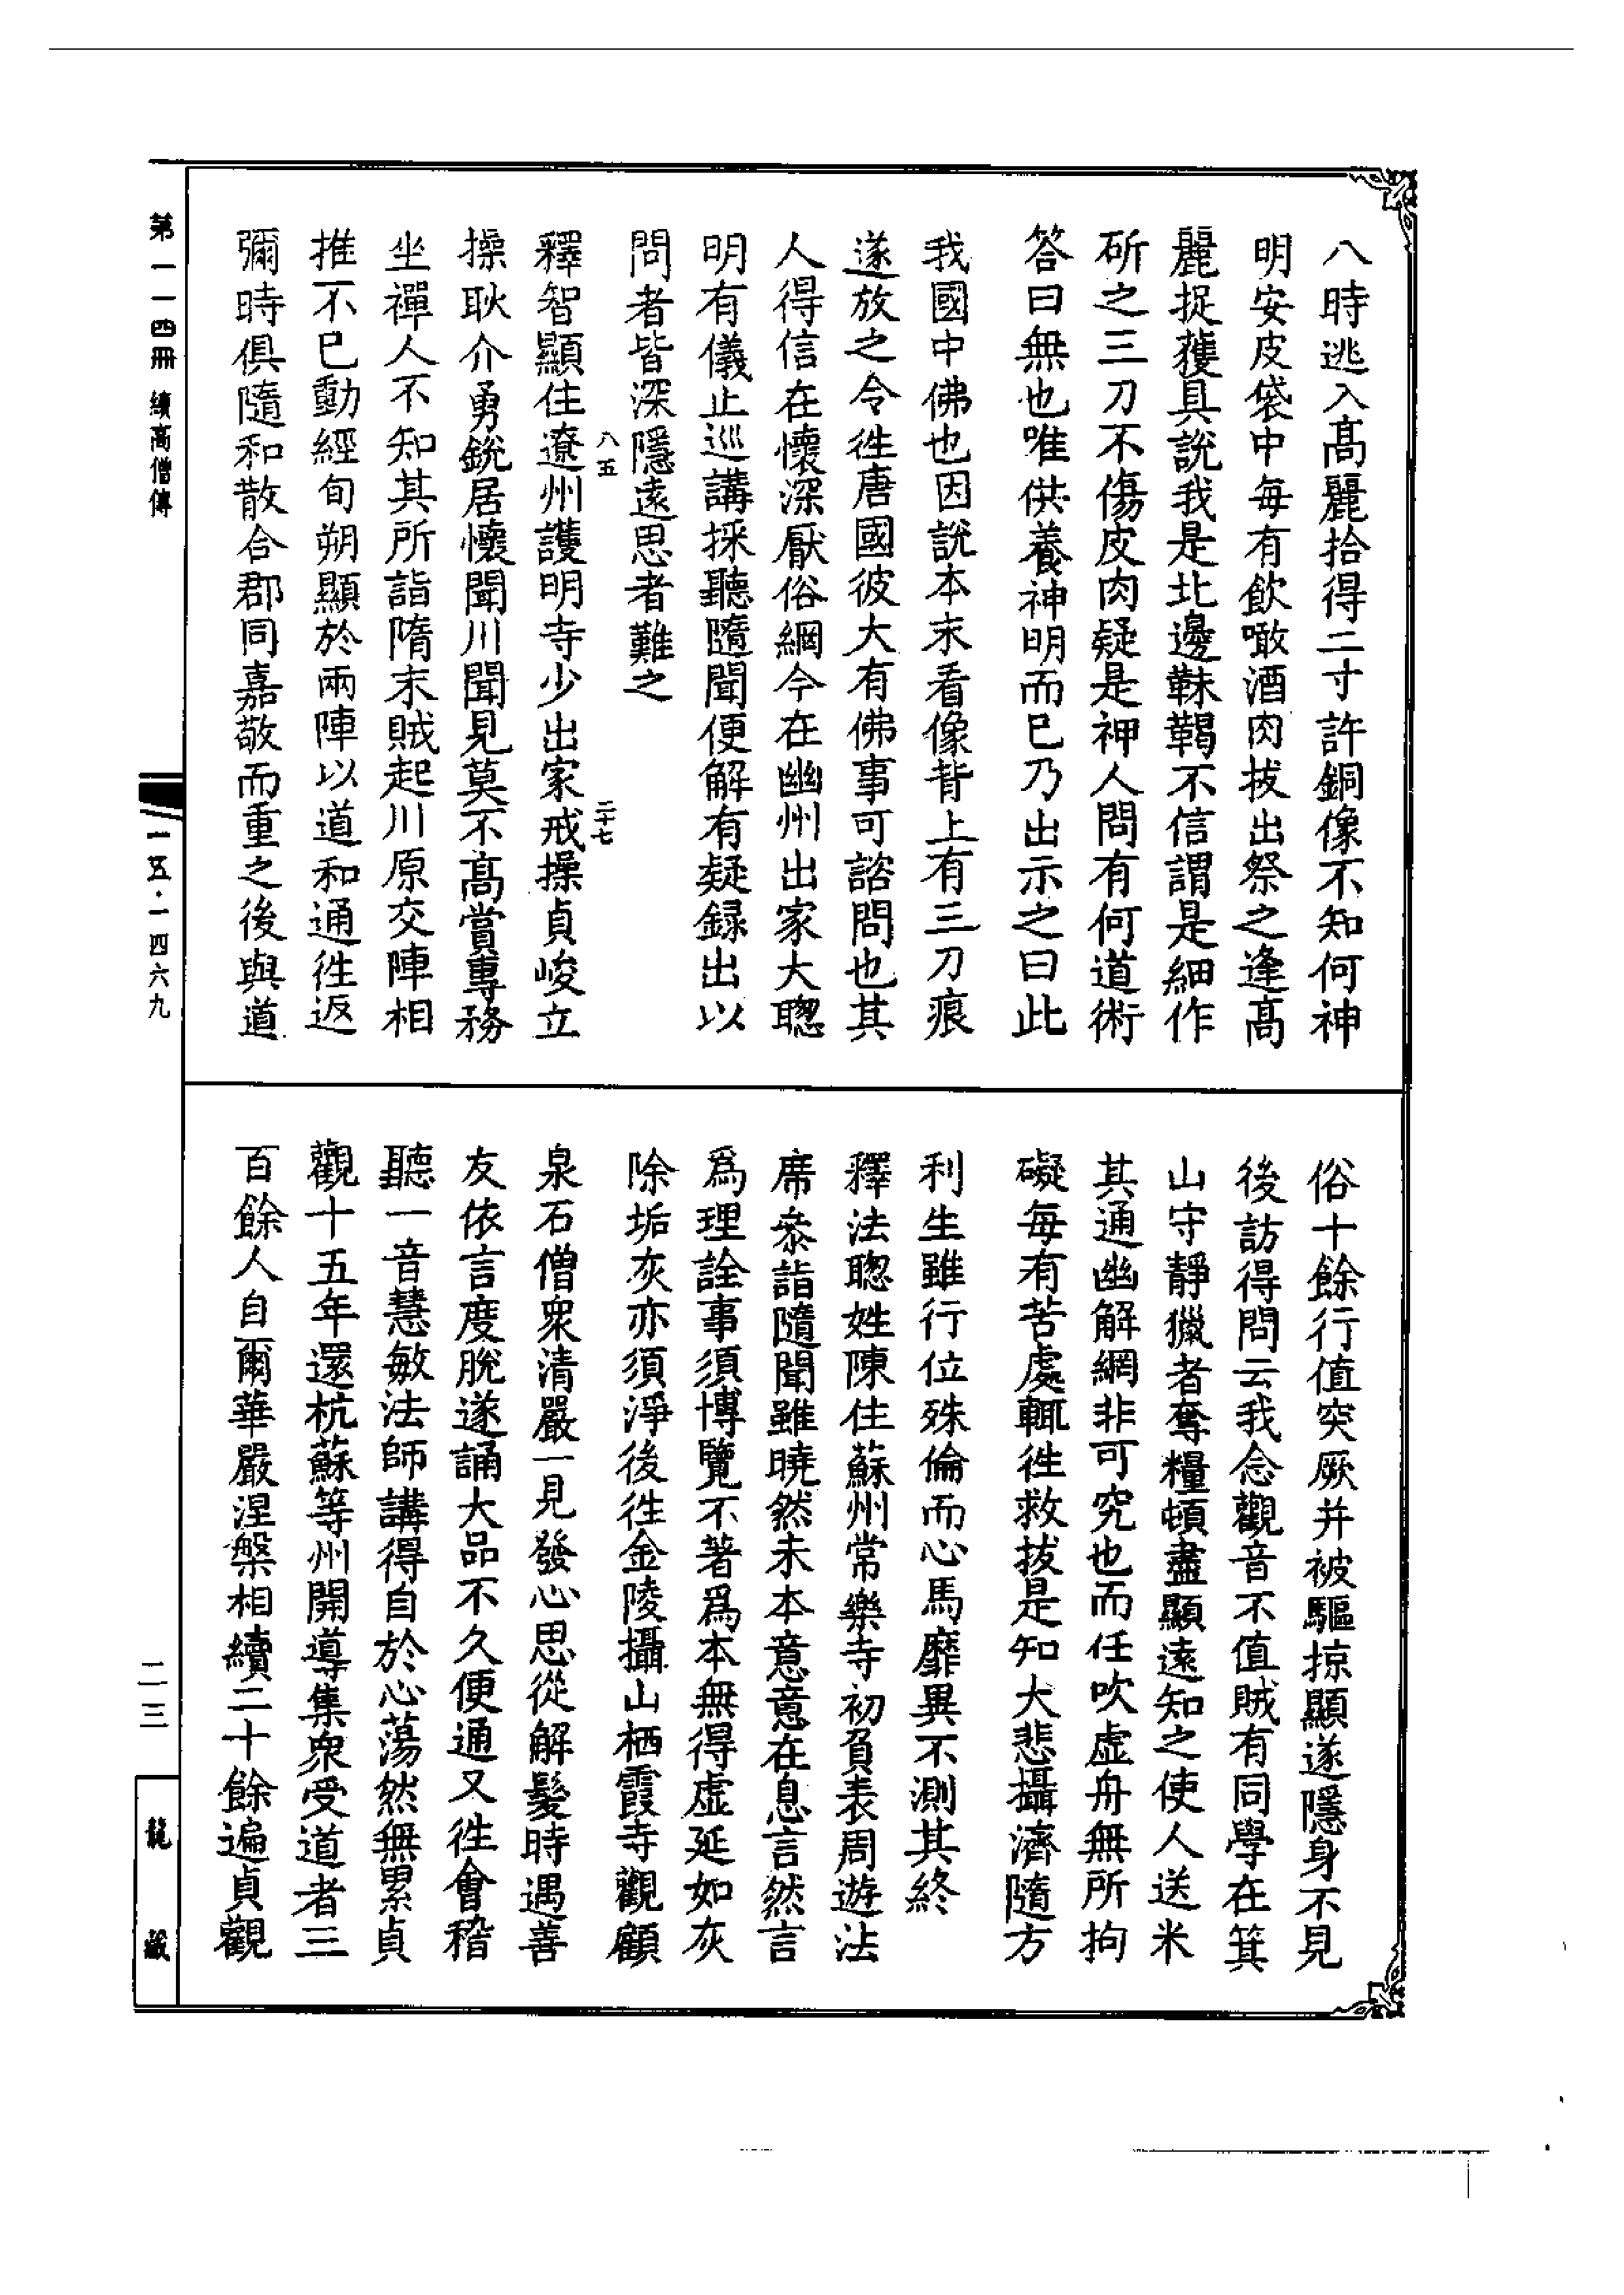 八時逃入髙麗拾得二寸許銅像不知何神
明安皮袋中每有飲噉酒肉拔出祭之逢髙
麗捉獲具說我是北邊靺鞨不信謂是細作
斫之三刀不傷皮肉疑是神人問有何道術
答曰無也唯供養神明而已乃出示之曰此
我國中佛也因說本末看像背上有三刀痕
遂放之令往唐國彼大有佛事可諮問也其
人得信在懷深厭俗網今在幽州出家大聦
明有儀止巡講採聽隨聞便解有疑録出以
問者皆深隱遠思者難之
八五
二十七
釋智顯住遼州護明寺少出家戒操貞峻立
操耿介勇銳居懷聞川聞見莫不髙賞專務
坐禪人不知其所詣隋末賊起川原交陣相
推不已動經旬朔顯於兩陣以道和通往返
彌時俱隨和散合郡同嘉敬而重之後與道
俗十餘行值突厥并被驅掠顯遂隱身不見
後訪得問云我念觀音不值賊有同學在箕
山守靜獵者奪糧頓盡顯遠知之使人送米
其通幽解網非可究也而任吹虛舟無所拘
礙每有苦處輒往救拔是知大悲攝濟隨方
利生雖行位殊倫而心馬靡異不測其終
釋法聦姓陳住蘇州常樂寺初負表周遊法
席叅詣隨聞雖曉然未本意意在息言然言
爲理詮事須博覽不著爲本無得虛延如灰
除垢灰亦須淨後往金陵攝山栖霞寺觀顧
泉石僧衆清嚴一見發心思從解髮時遇善
友依言度脫遂誦大品不久便通又往會稽
聽一音慧敏法師講得自於心蕩然無累貞
觀十五年還杭蘇等州開導集衆受道者三
百餘人自爾華嚴涅槃相續二十餘遍貞觀
第一一四冊 續高僧傳
一五·一四六九
二三
龍藏